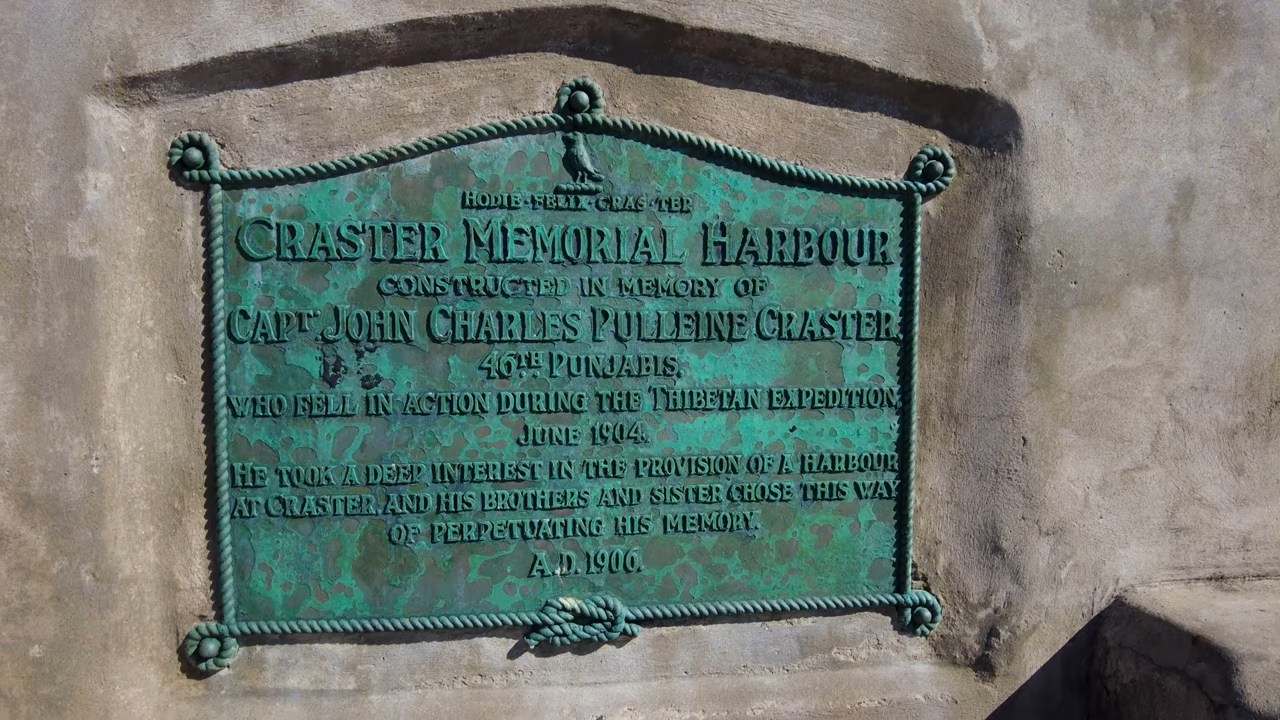 HODIE·FELIX·CRAS·TER
CRASTER MEMORIAL HARBOUR
CONSTRUCTED IN MEMORY OF
CAPT JOHN CHARLES PULLEINE CRASTER,
46TH PUNJABIS,
WHO FELL IN ACTION DURING THE THIBETAN EXPEDITION,
JUNE 1904.
HE TOOK A DEEP INTEREST IN THE PROVISION OF A HARBOUR
AT CRASTER, AND HIS BROTHERS AND SISTER CHOSE THIS WAY
OF PERPETUATING HIS MEMORY.
A.D. 1906.